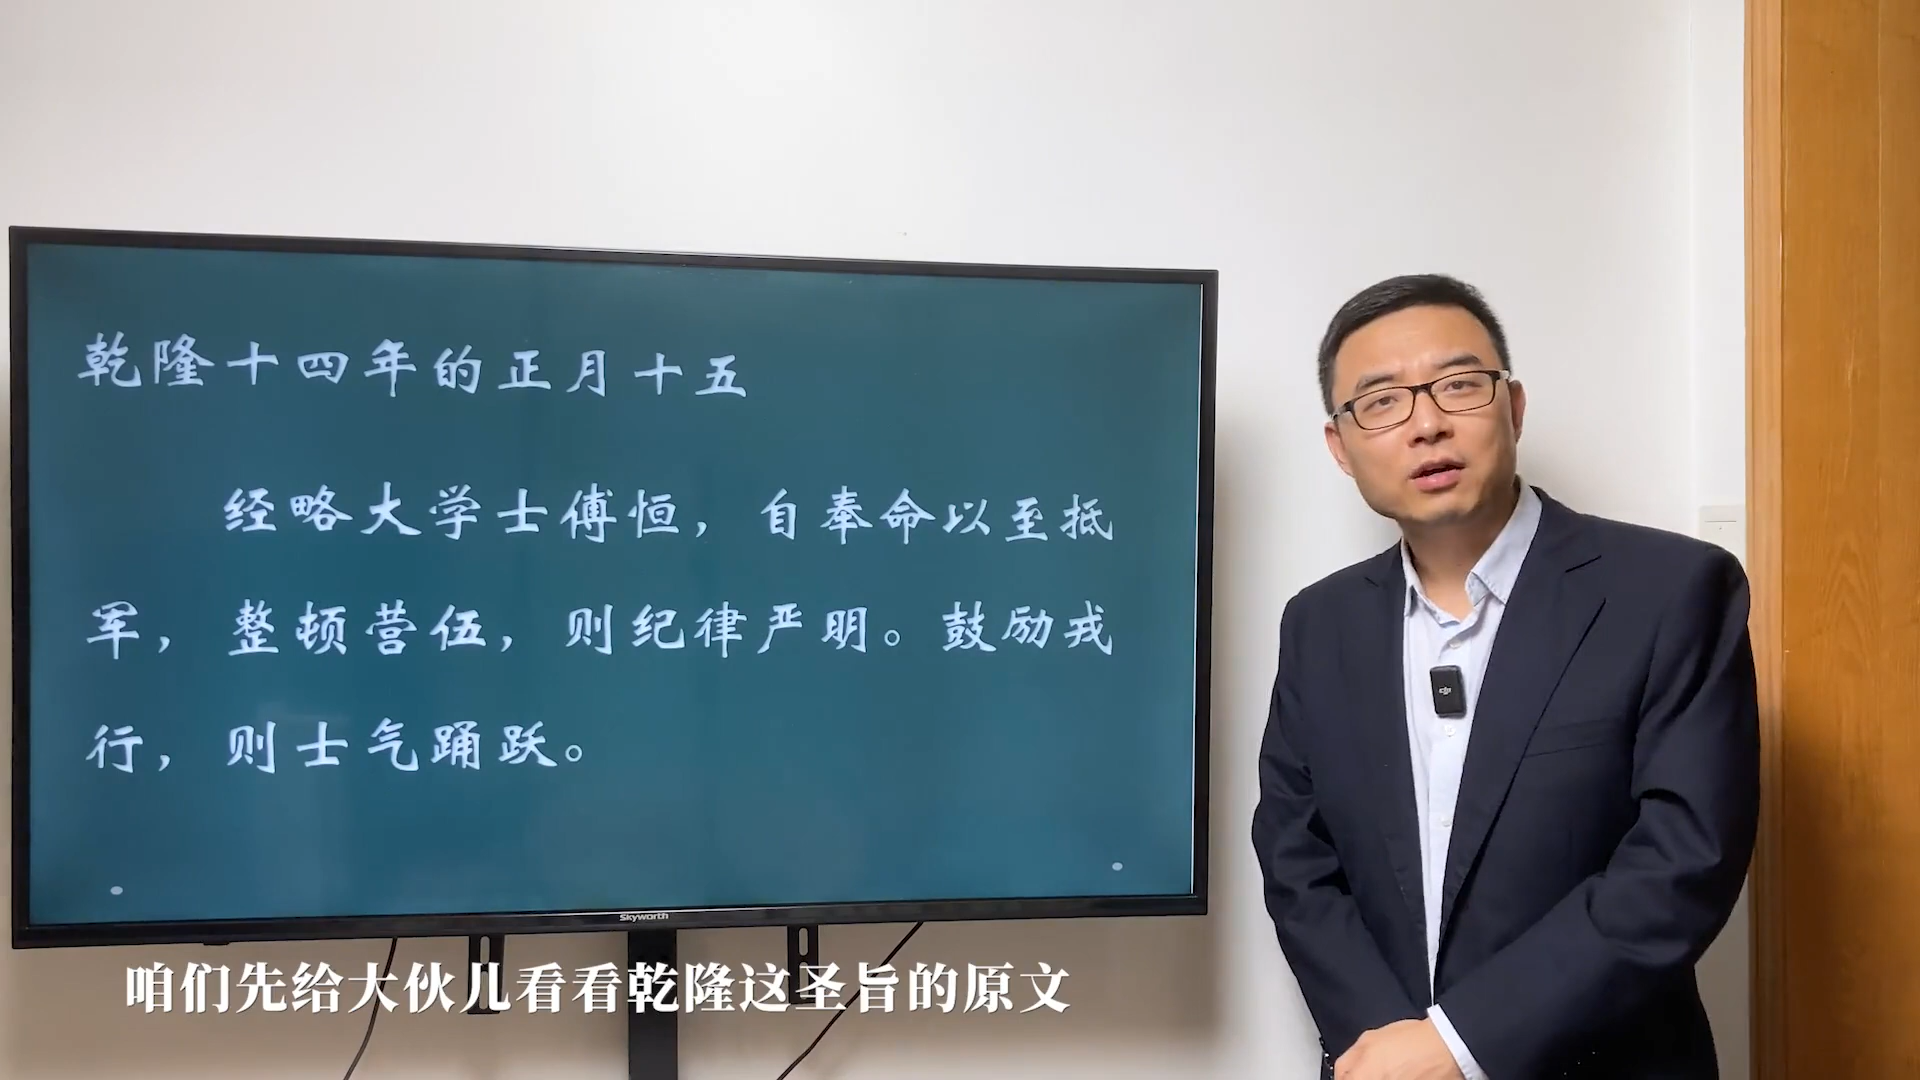 乾隆十四年的正月十五
经略大学士傅恒，自奉命以至抵
军，整顿营伍，则纪律严明。鼓励戎
行，则士气踊跃。
Skyworth
dji
咱们先给大伙儿看看乾隆这圣旨的原文